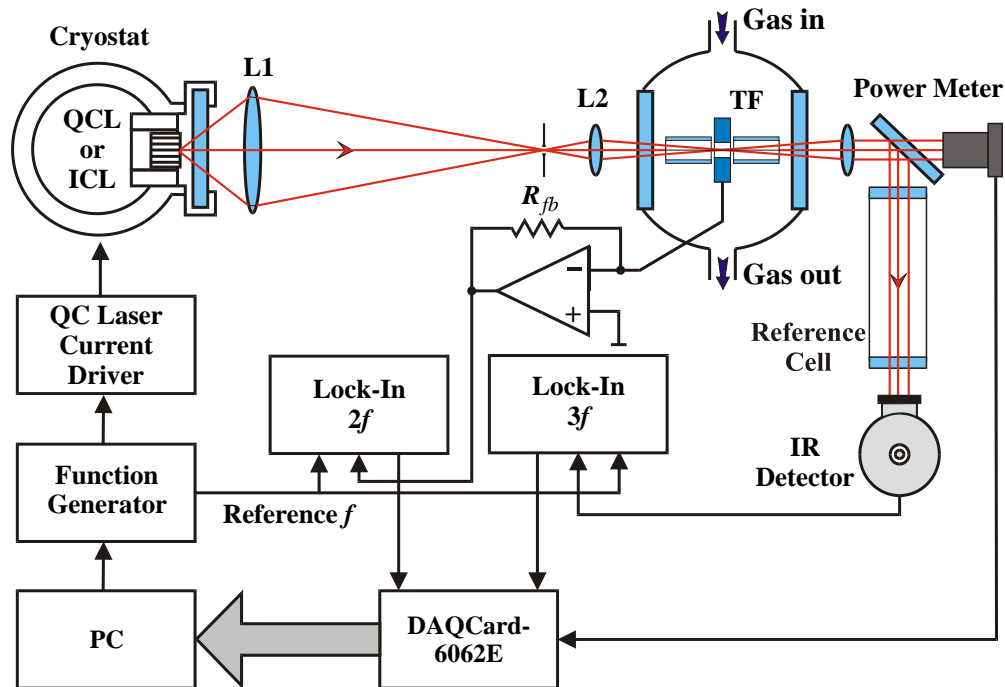 Cryostat
L1
QCL
or
ICL
L2
Gas in
TF
Power Meter
R_fb
−
+
Gas out
Reference
Cell
QC Laser
Current
Driver
Lock-In
2f
Lock-In
3f
IR
Detector
Function
Generator
Reference f
PC
DAQCard-
6062E